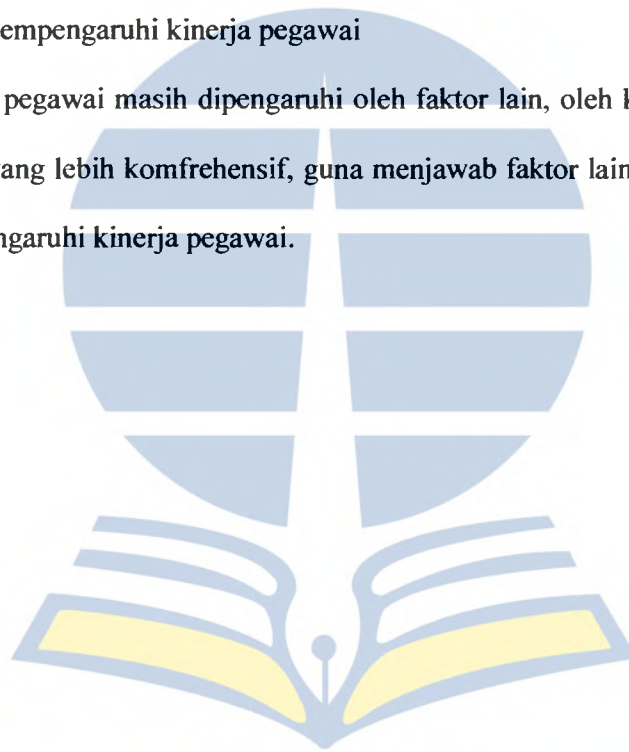 empengaruhi kinerja pegawai
pegawai masih dipengaruhi oleh faktor lain, oleh k
ang lebih komfrehensif, guna menjawab faktor lain
ngaruhi kinerja pegawai.